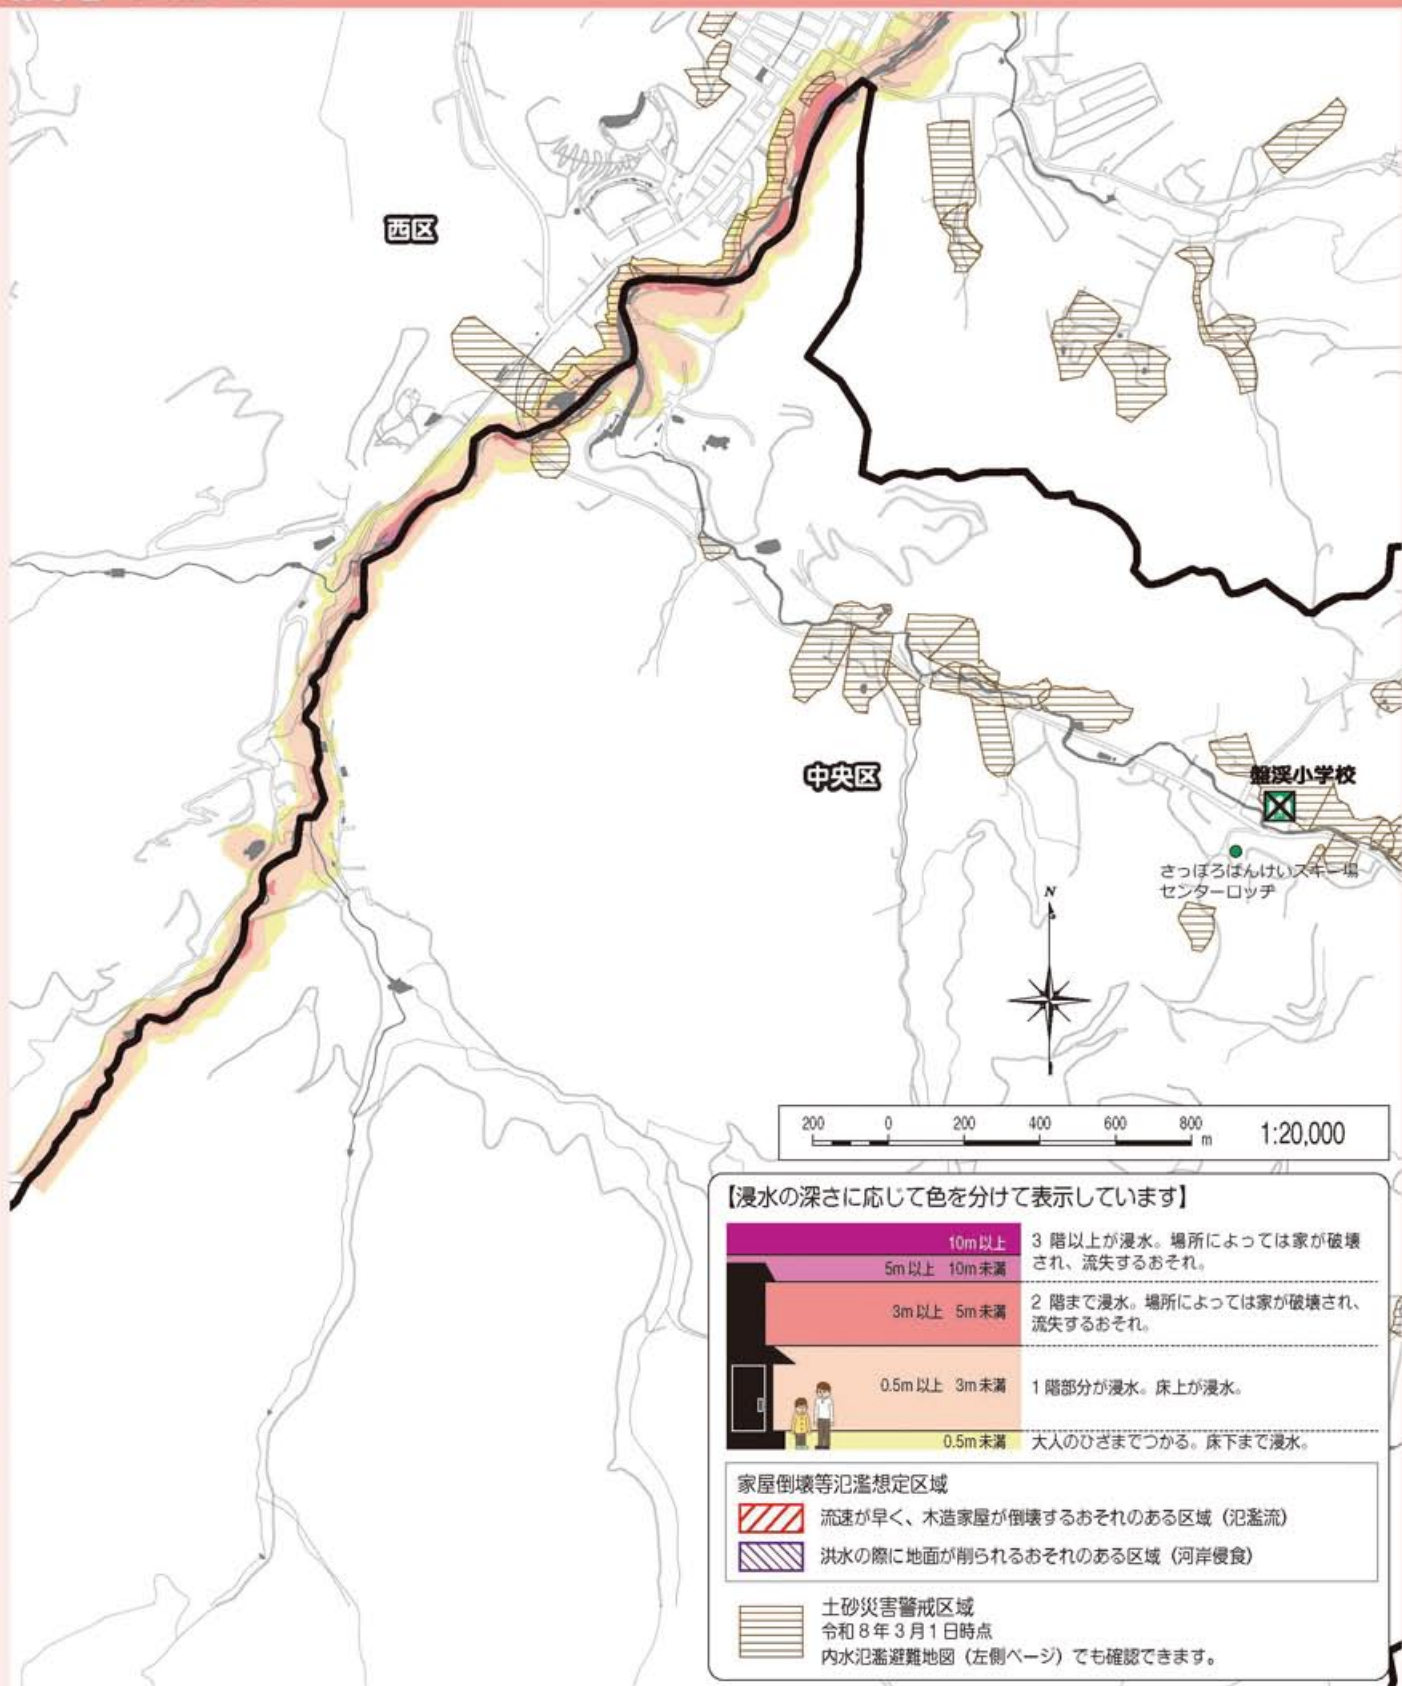 西区
中央区
盤渓小学校
さっぽろばんけいスキー場
センターロッヂ
N
200 0 200 400 600 800 m 1:20,000
【浸水の深さに応じて色を分けて表示しています】
10m以上
5m以上 10m未満
3階以上が浸水。場所によっては家が破壊
され、流失するおそれ。
3m以上 5m未満
2階まで浸水。場所によっては家が破壊され、
流失するおそれ。
0.5m以上 3m未満
1階部分が浸水。床上が浸水。
0.5m未満
大人のひざまでつかる。床下まで浸水。
家屋倒壊等氾濫想定区域
流速が早く、木造家屋が倒壊するおそれのある区域（氾濫流）
洪水の際に地面が削られるおそれのある区域（河岸侵食）
土砂災害警戒区域
令和8年3月1日時点
内水氾濫避難地図（左側ページ）でも確認できます。